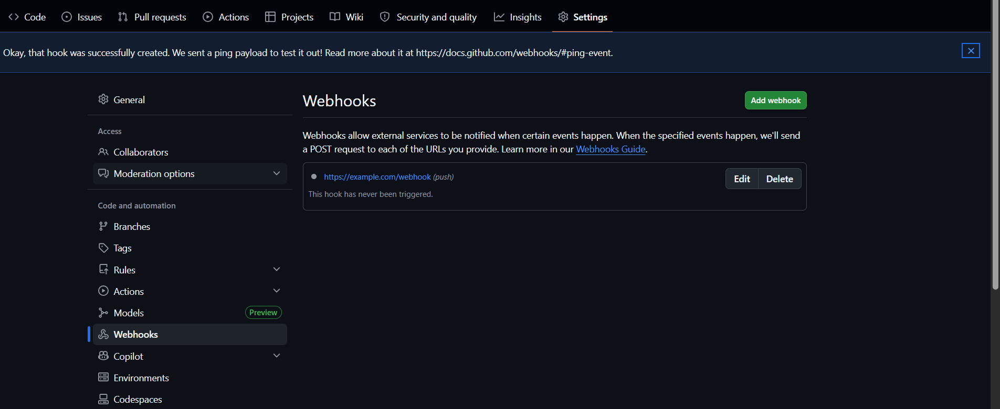 Code Issues Pull requests Actions Projects Wiki Security and quality Insights Settings
Okay, that hook was successfully created. We sent a ping payload to test it out! Read more about it at https://docs.github.com/webhooks/#ping-event.
General
Access
Collaborators
Moderation options
Code and automation
Branches
Tags
Rules
Actions
Models Preview
Webhooks
Copilot
Environments
Codespaces
Webhooks
Add webhook
Webhooks allow external services to be notified when certain events happen. When the specified events happen, we'll send
a POST request to each of the URLs you provide. Learn more in our Webhooks Guide.
https://example.com/webhook (push)
Edit Delete
This hook has never been triggered.